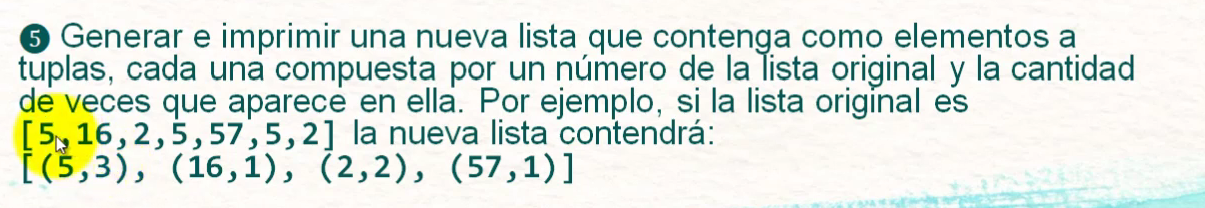 5 Generar e imprimir una nueva lista que contenga como elementos a
tuplas, cada una compuesta por un número de la lista original y la cantidad
de veces que aparece en ella. Por ejemplo, si la lista original es
[5,16,2,5,57,5,2] la nueva lista contendrá:
[(5,3), (16,1), (2,2), (57,1)]